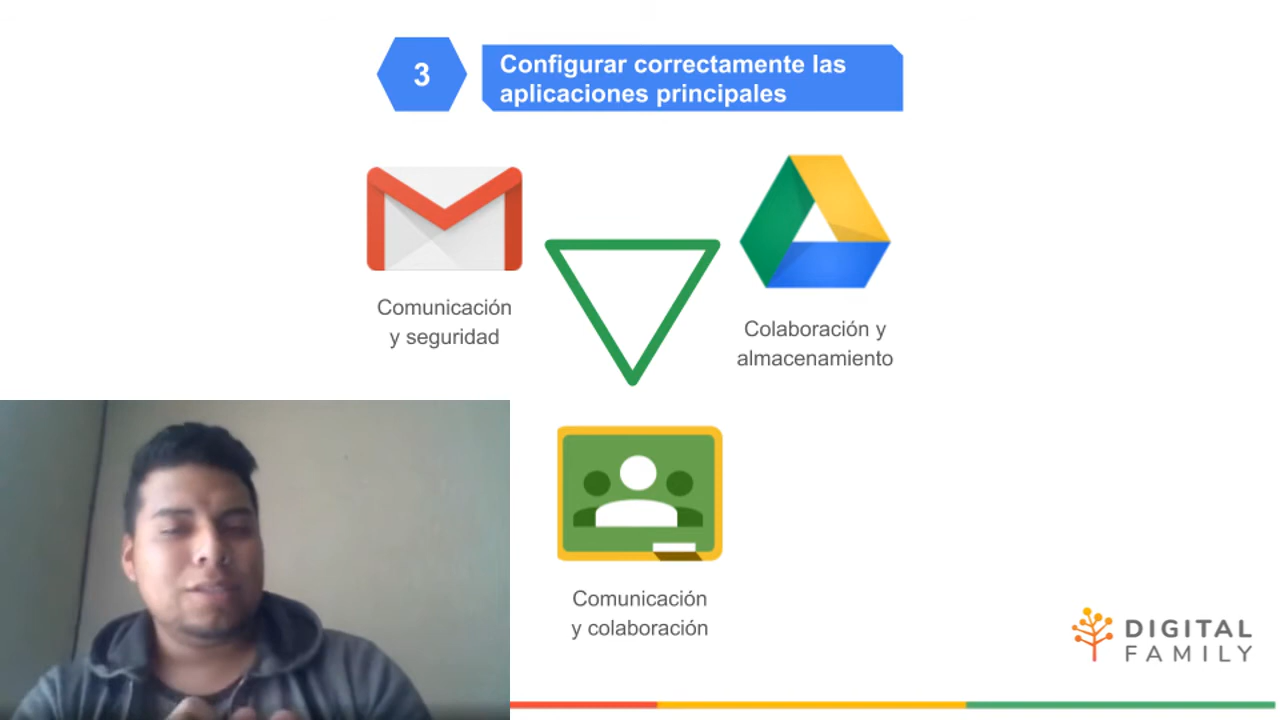 3
Configurar correctamente las
aplicaciones principales
Comunicación
y seguridad
Colaboración y
almacenamiento
Comunicación
y colaboración
DIGITAL
FAMILY